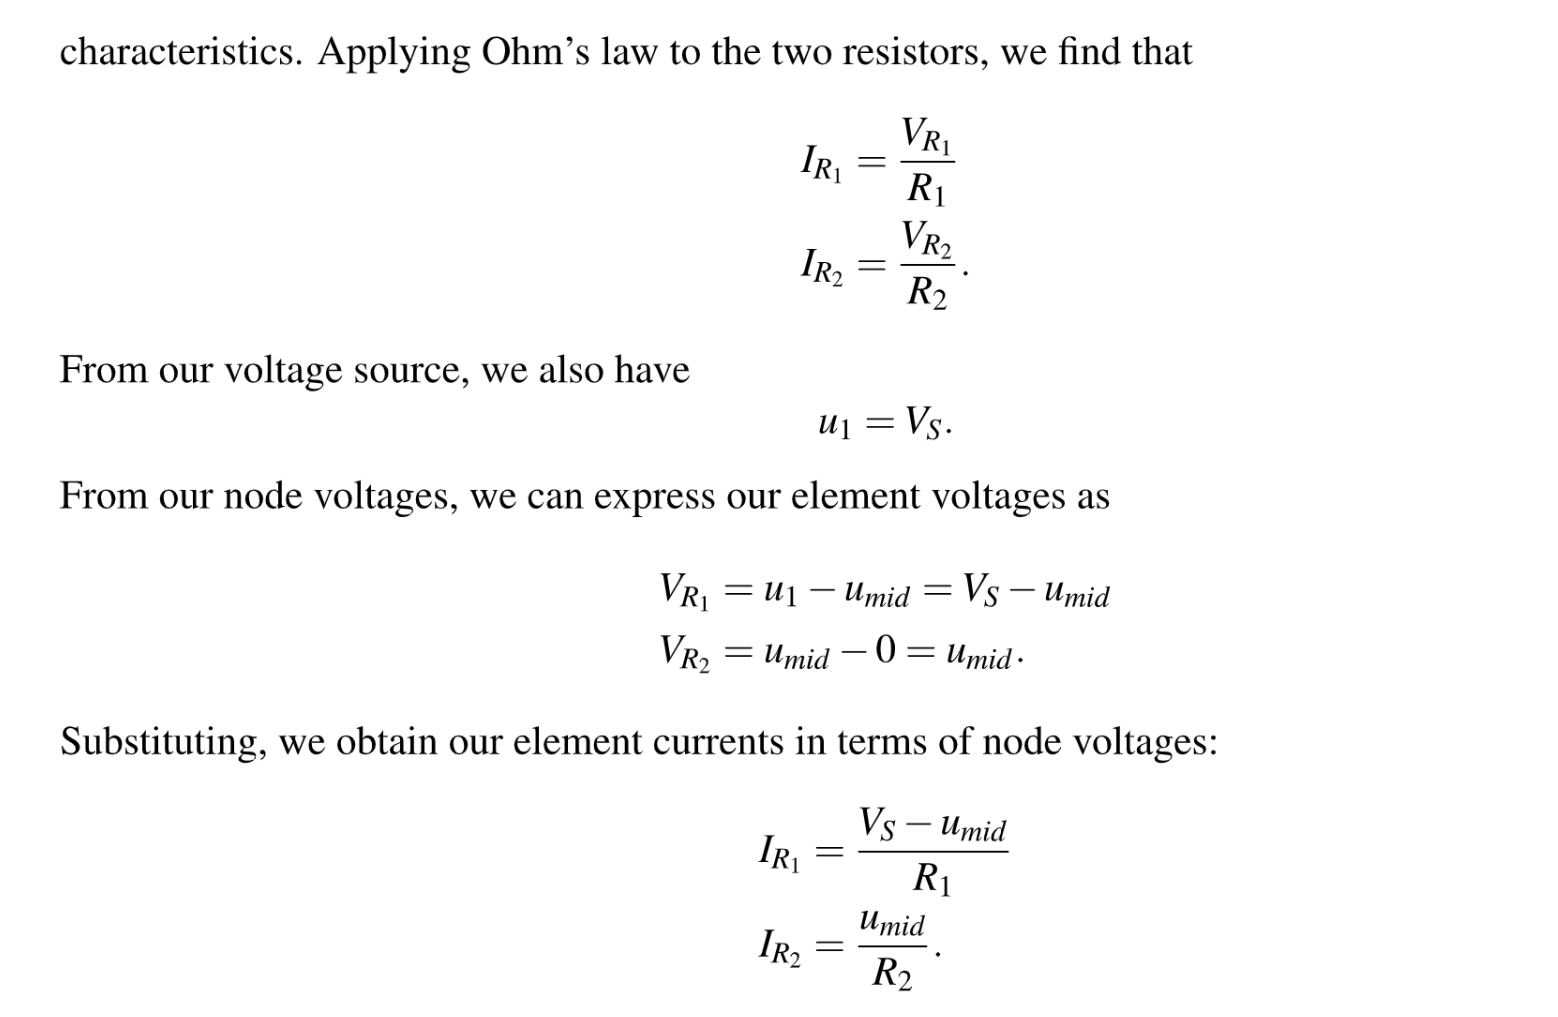 characteristics. Applying Ohm's law to the two resistors, we find that
I_{R_1} = \frac{V_{R_1}}{R_1}
I_{R_2} = \frac{V_{R_2}}{R_2}.
From our voltage source, we also have
u_1 = V_S.
From our node voltages, we can express our element voltages as
V_{R_1} = u_1 - u_{mid} = V_S - u_{mid}
V_{R_2} = u_{mid} - 0 = u_{mid}.
Substituting, we obtain our element currents in terms of node voltages:
I_{R_1} = \frac{V_S - u_{mid}}{R_1}
I_{R_2} = \frac{u_{mid}}{R_2}.